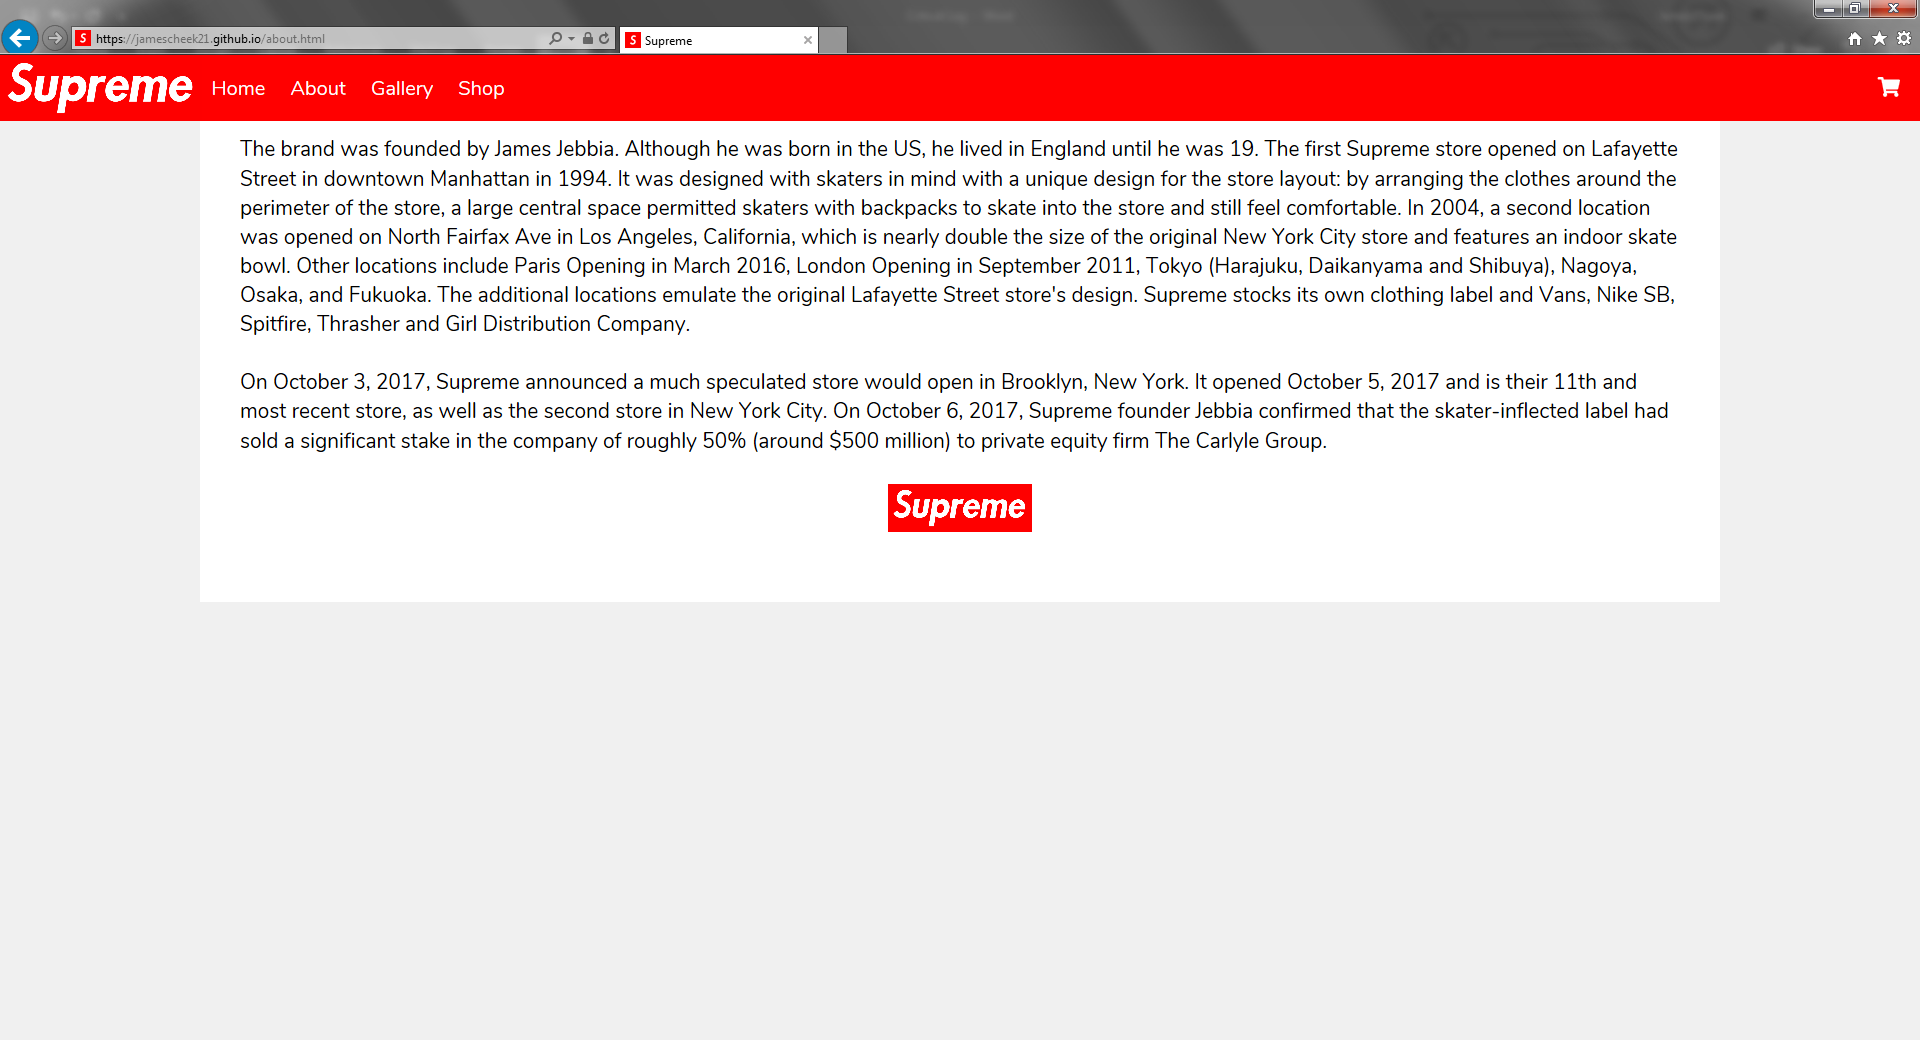 https://jamescheek21.github.io/about.html
Supreme
Supreme Home About Gallery Shop
The brand was founded by James Jebbia. Although he was born in the US, he lived in England until he was 19. The first Supreme store opened on Lafayette
Street in downtown Manhattan in 1994. It was designed with skaters in mind with a unique design for the store layout: by arranging the clothes around the
perimeter of the store, a large central space permitted skaters with backpacks to skate into the store and still feel comfortable. In 2004, a second location
was opened on North Fairfax Ave in Los Angeles, California, which is nearly double the size of the original New York City store and features an indoor skate
bowl. Other locations include Paris Opening in March 2016, London Opening in September 2011, Tokyo (Harajuku, Daikanyama and Shibuya), Nagoya,
Osaka, and Fukuoka. The additional locations emulate the original Lafayette Street store's design. Supreme stocks its own clothing label and Vans, Nike SB,
Spitfire, Thrasher and Girl Distribution Company.
On October 3, 2017, Supreme announced a much speculated store would open in Brooklyn, New York. It opened October 5, 2017 and is their 11th and
most recent store, as well as the second store in New York City. On October 6, 2017, Supreme founder Jebbia confirmed that the skater-inflected label had
sold a significant stake in the company of roughly 50% (around $500 million) to private equity firm The Carlyle Group.
Supreme